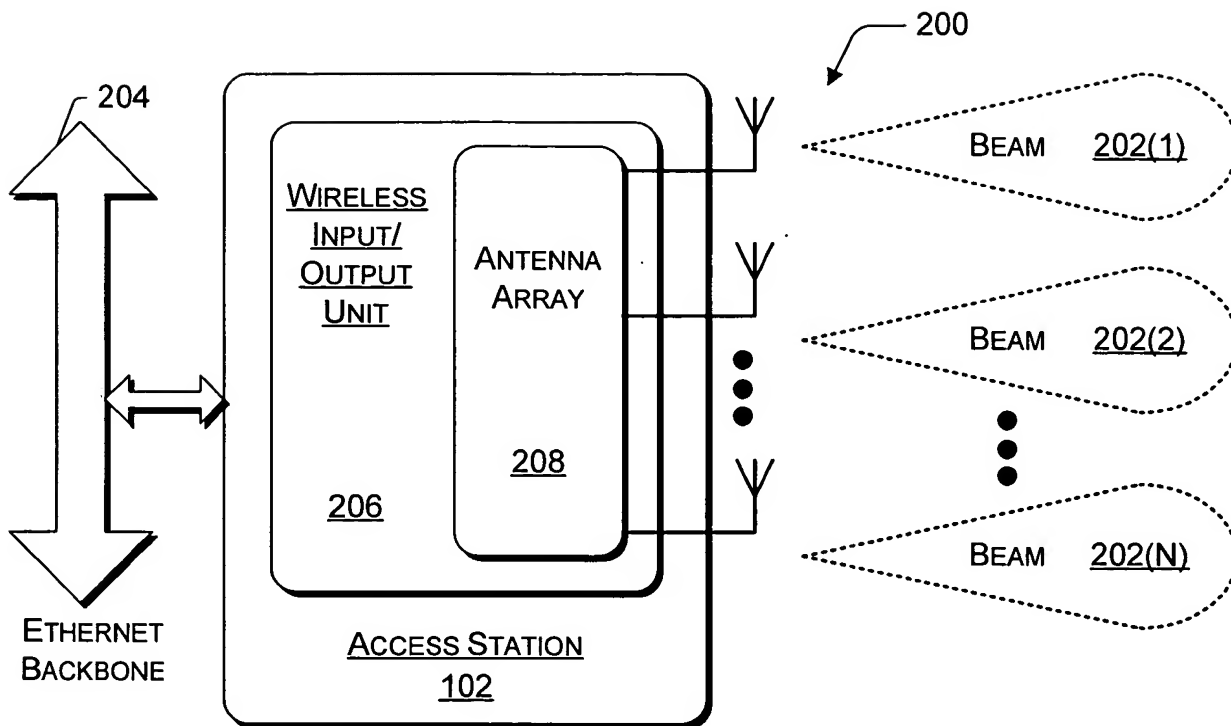 200
204
BEAM 202(1)
WIRELESS
INPUT/
OUTPUT
UNIT
ANTENNA
ARRAY
BEAM 202(2)
208
206
BEAM 202(N)
ETHERNET
BACKBONE
ACCESS STATION
102